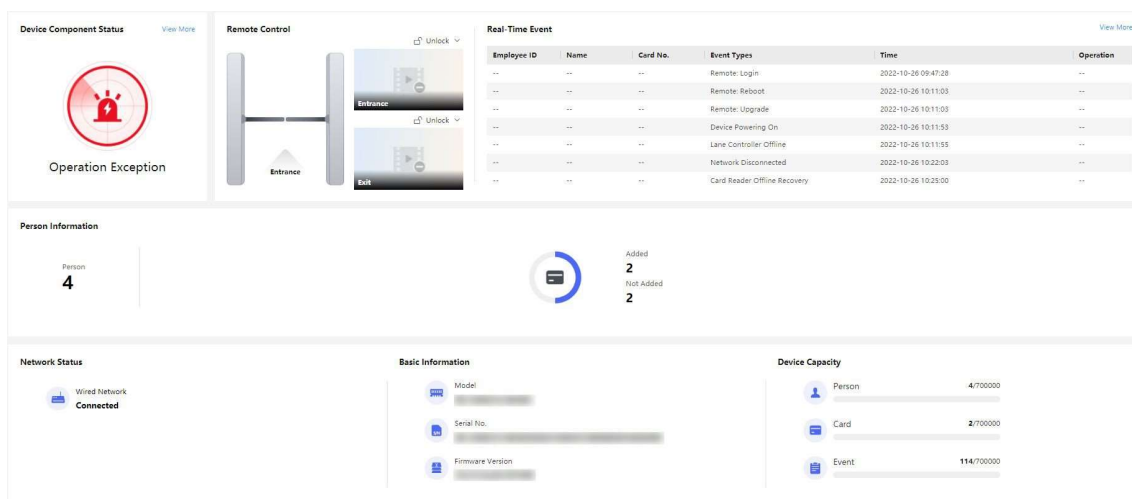 Device Component Status View More
Operation Exception
Remote Control
Unlock
Entrance
Unlock
Exit
Entrance
Real-Time Event View More
Employee ID Name Card No. Event Types Time Operation
-- -- -- Remote: Login 2022-10-26 09:47:28 --
-- -- -- Remote: Reboot 2022-10-26 10:11:03 --
-- -- -- Remote: Upgrade 2022-10-26 10:11:03 --
-- -- -- Device Powering On 2022-10-26 10:11:53 --
-- -- -- Lane Controller Offline 2022-10-26 10:11:55 --
-- -- -- Network Disconnected 2022-10-26 10:22:03 --
-- -- -- Card Reader Offline Recovery 2022-10-26 10:25:00 --
Person Information
Person
4
Added
2
Not Added
2
Network Status
Wired Network
Connected
Basic Information
Model
Serial No.
Firmware Version
Device Capacity
Person 4/700000
Card 2/700000
Event 114/700000